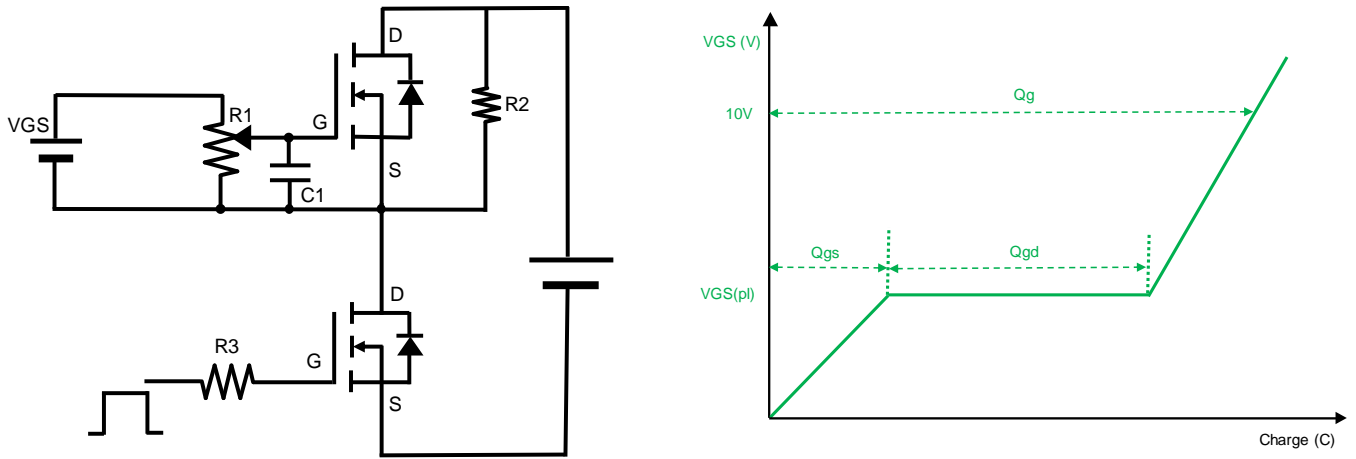 D
R2
R1
G
VGS
S
C1
D
R3
G
S
VGS (V)
Qg
10V
Qgs
Qgd
VGS(pl)
Charge (C)